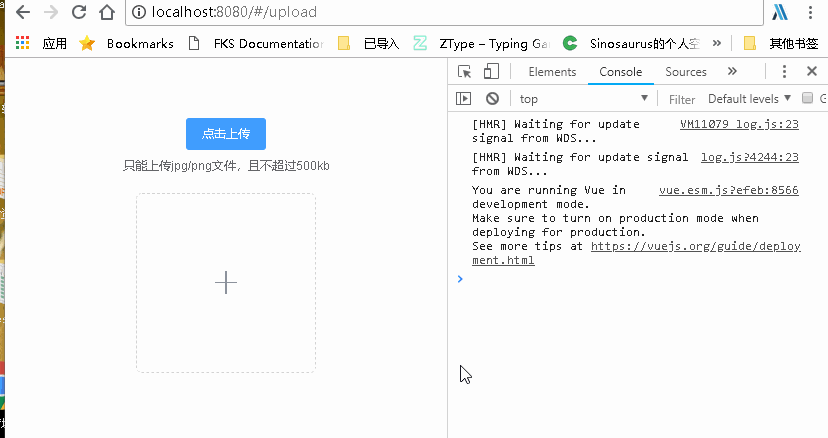 localhost:8080/#/upload
应用 Bookmarks FKS Documentation 已导入 ZType – Typing Ga Sinosaurus的个人空 » 其他书签
Elements Console Sources »
top Filter Default levels ▼ G
点击上传
只能上传jpg/png文件，且不超过500kb
[HMR] Waiting for update VM11079 log.js:23
signal from WDS...
[HMR] Waiting for update signal log.js?4244:23
from WDS...
You are running Vue in vue.esm.js?efeb:8566
development mode.
Make sure to turn on production mode when
deploying for production.
See more tips at https://vuejs.org/guide/deploy
ment.html